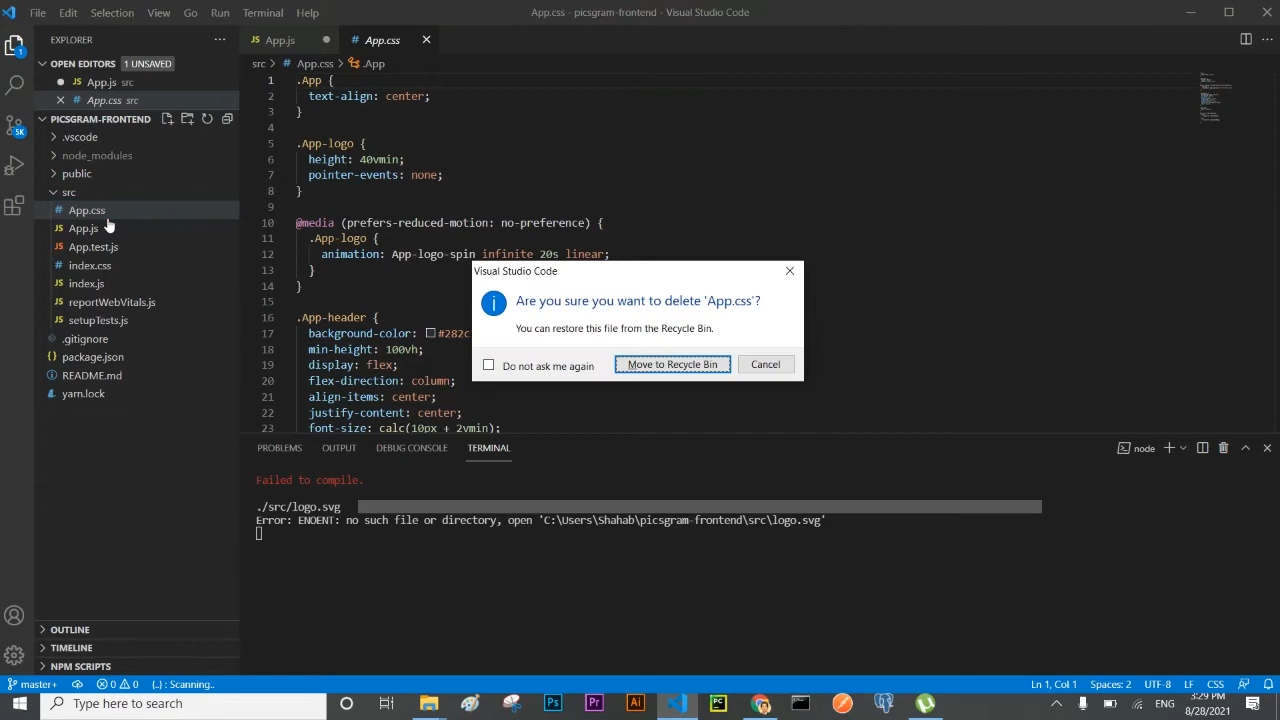 File Edit Selection View Go Run Terminal Help
App.css - picsgram-frontend - Visual Studio Code
EXPLORER
OPEN EDITORS 1 UNSAVED
App.js src
App.css src
PICSGRAM-FRONTEND
.vscode
node_modules
public
src
App.css
App.js
App.test.js
index.css
index.js
reportWebVitals.js
setupTests.js
.gitignore
package.json
README.md
yarn.lock
OUTLINE
TIMELINE
NPM SCRIPTS
1
5K
JS App.js
# App.css
src > # App.css > .App
1 .App {
2 text-align: center;
3 }
4
5 .App-logo {
6 height: 40vmin;
7 pointer-events: none;
8 }
9
10 @media (prefers-reduced-motion: no-preference) {
11 .App-logo {
12 animation: App-logo-spin infinite 20s linear;
13 }
14 }
15
16 .App-header {
17 background-color: #282c
18 min-height: 100vh;
19 display: flex;
20 flex-direction: column;
21 align-items: center;
22 justify-content: center;
23 font-size: calc(10px + 2vmin);
Visual Studio Code
Are you sure you want to delete 'App.css'?
You can restore this file from the Recycle Bin.
Do not ask me again
Move to Recycle Bin
Cancel
PROBLEMS OUTPUT DEBUG CONSOLE TERMINAL
node
Failed to compile.
./src/logo.svg
Error: ENOENT: no such file or directory, open 'C:\Users\Shahab\picsgram-frontend\src\logo.svg'
master+ 0 0 {..} : Scanning..
Ln 1, Col 1 Spaces: 2 UTF-8 LF CSS
Type here to search
Ps Pr Ai PC
ENG
3:29 PM
8/28/2021